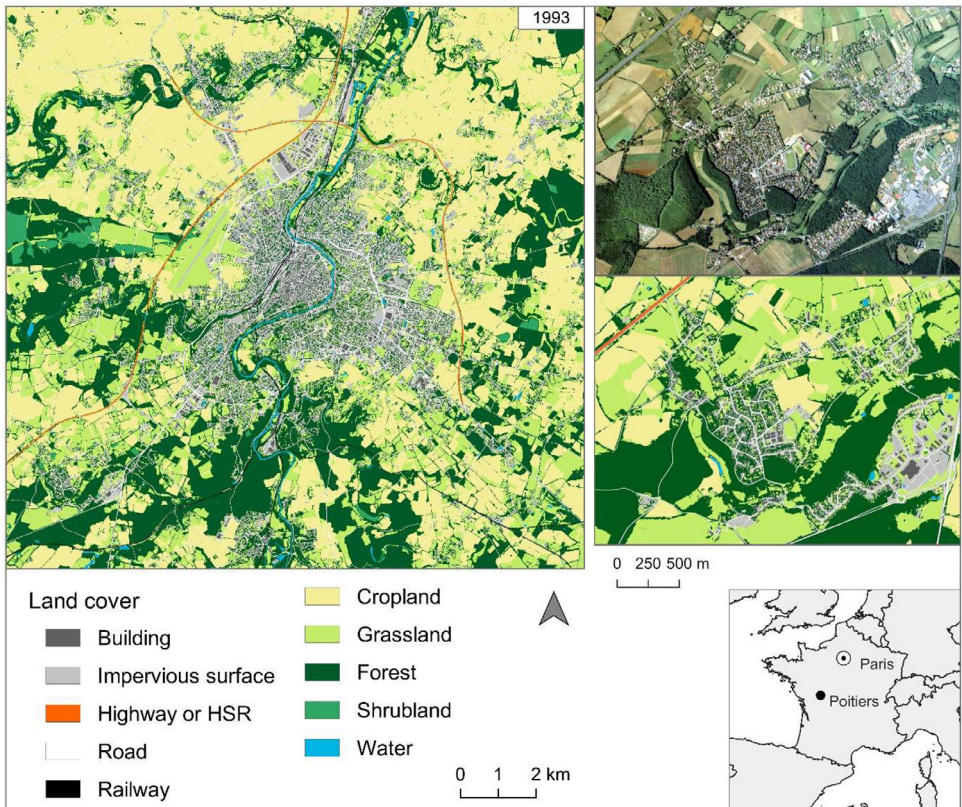 1993
0 250 500 m
Land cover
Building
Impervious surface
Highway or HSR
Road
Railway
Cropland
Grassland
Forest
Shrubland
Water
0 1 2 km
Paris
Poitiers